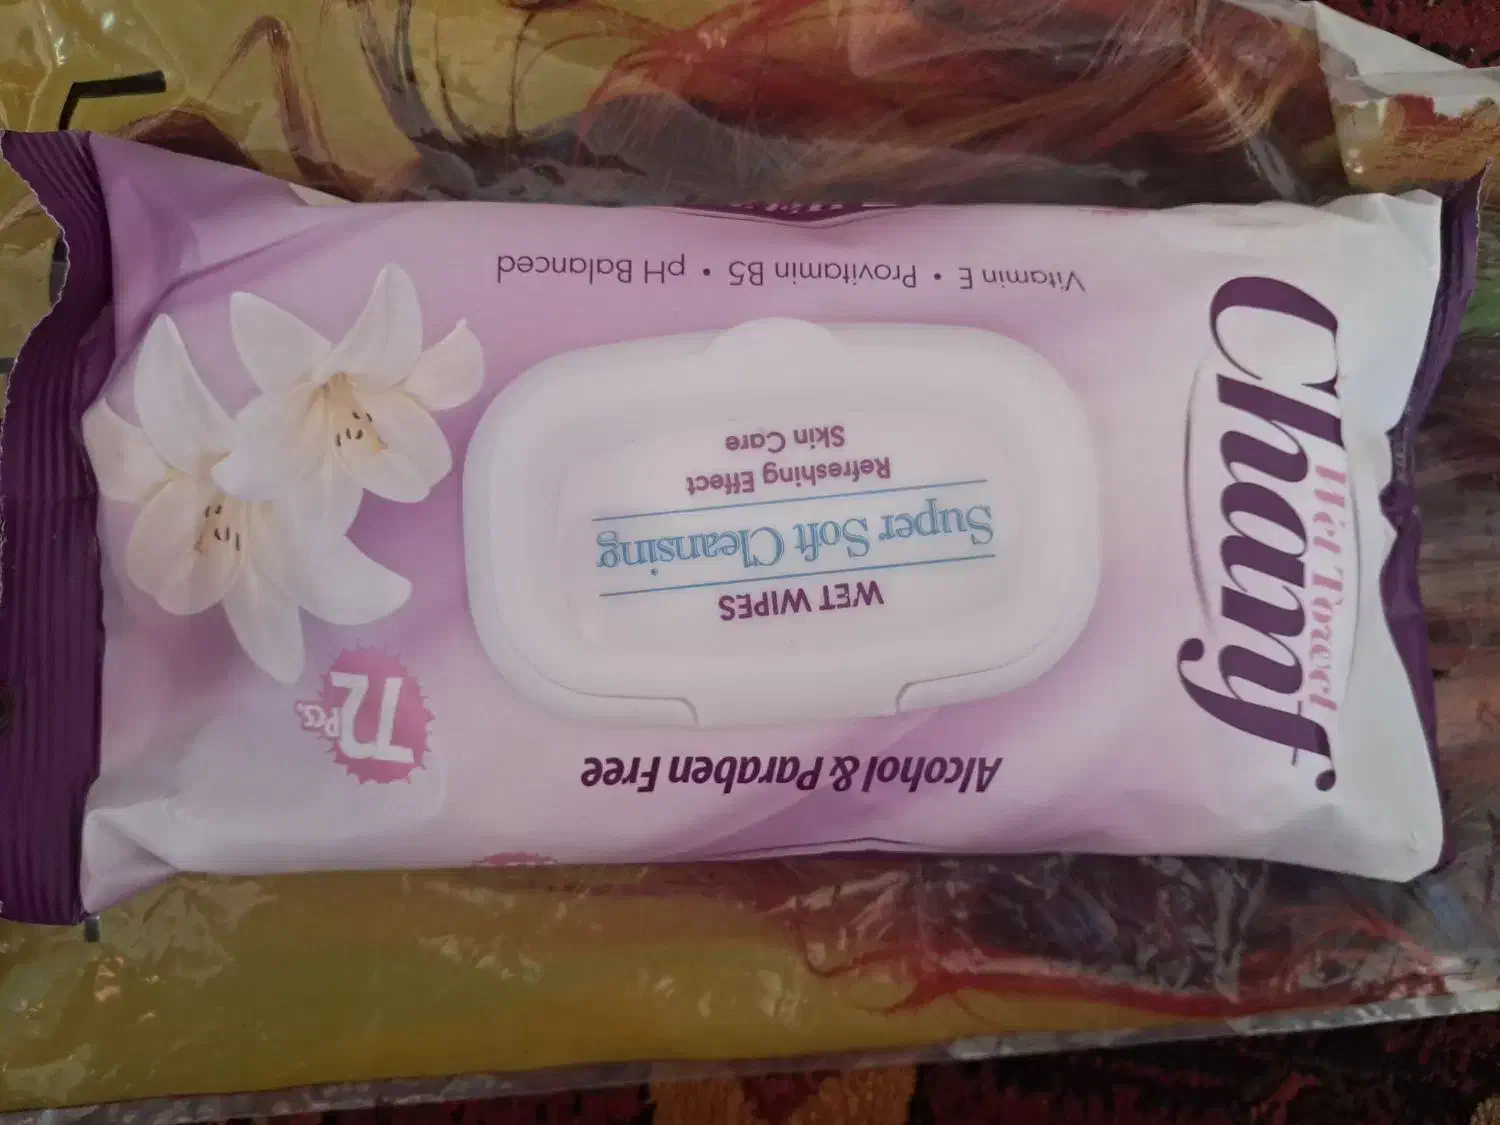 Charmy
Wet Towel
Alcohol & Paraben Free
WET WIPES
Super Soft Cleansing
Refreshing Effect
Skin Care
72
Pcs.
Vitamin E • Provitamin B5 • pH Balanced